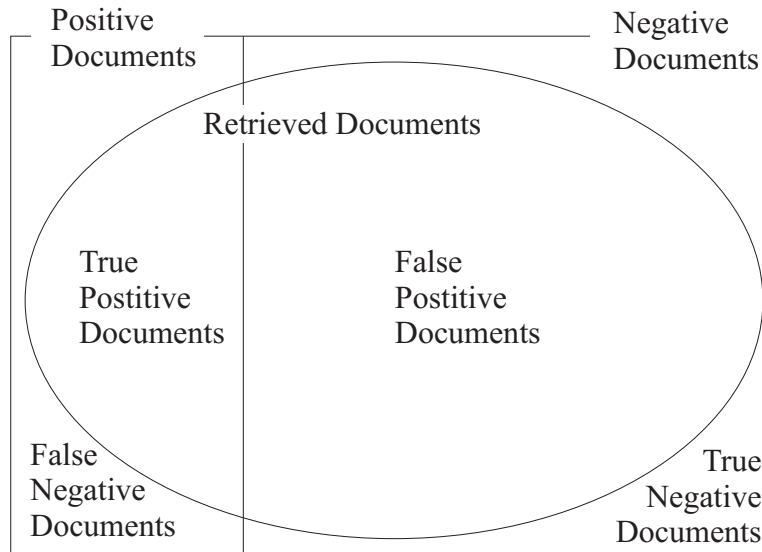 Positive
Documents
Negative
Documents
Retrieved Documents
True
Postitive
Documents
False
Postitive
Documents
False
Negative
Documents
True
Negative
Documents